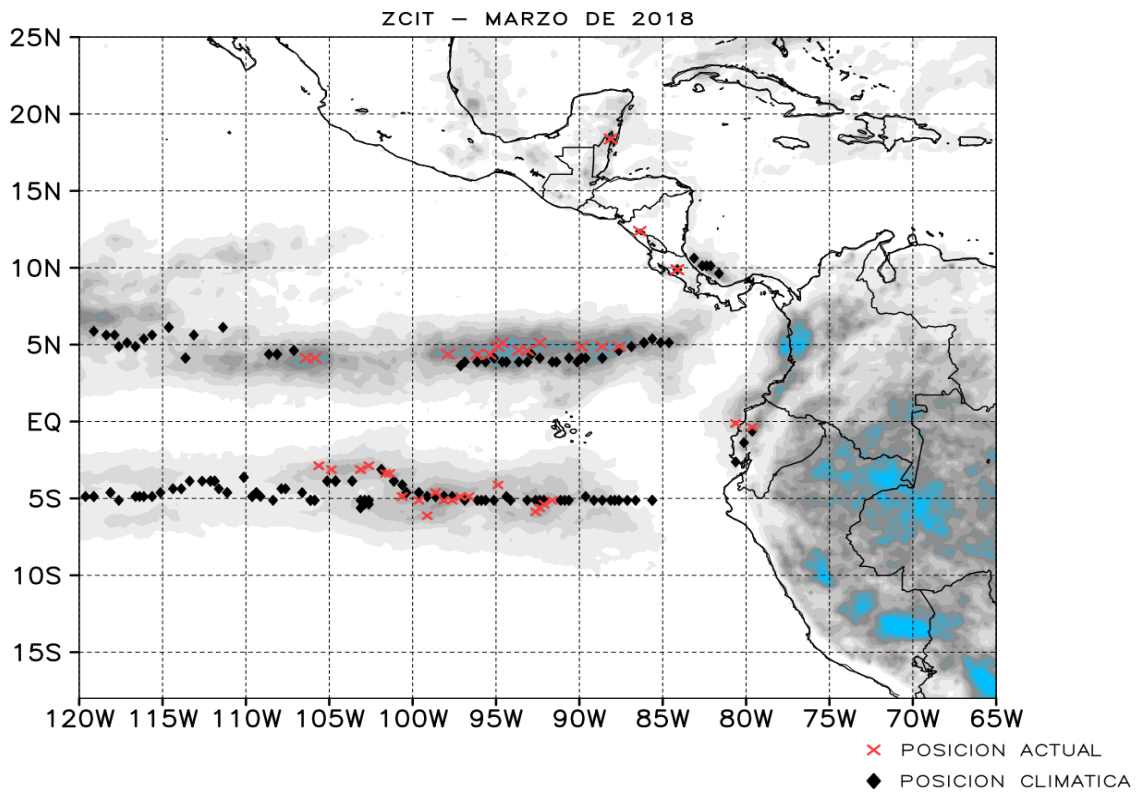 ZCIT – MARZO DE 2018
25N
20N
15N
10N
5N
EQ
5S
10S
15S
120W 115W 110W 105W 100W 95W 90W 85W 80W 75W 70W 65W
POSICION ACTUAL
POSICION CLIMATICA